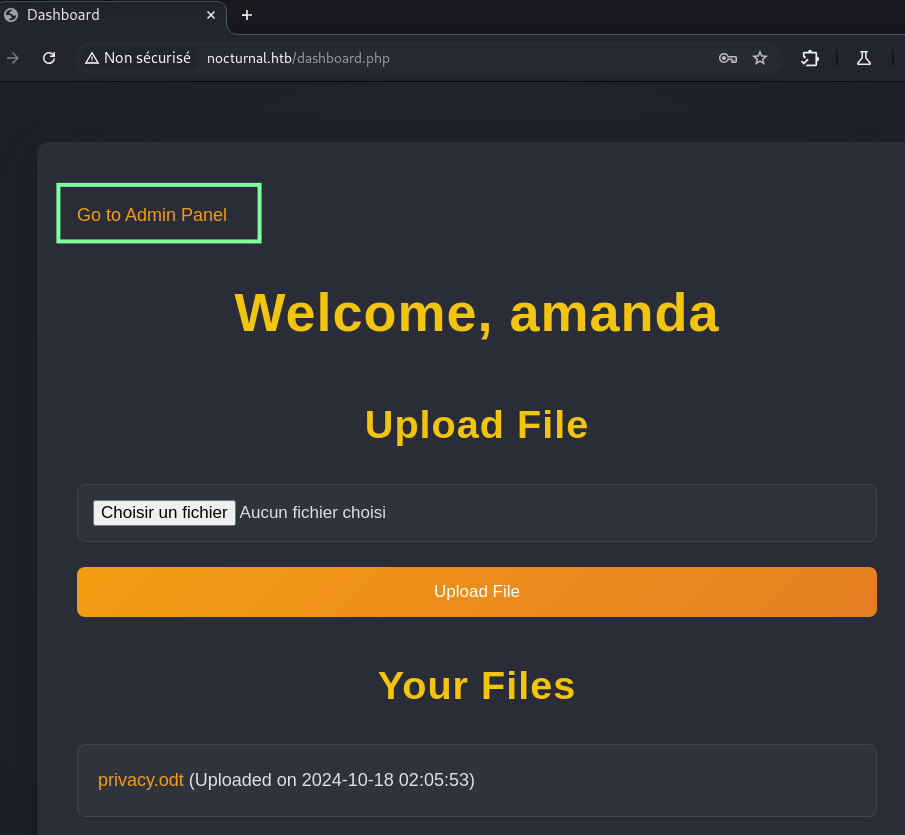 Dashboard
Non sécurisé nocturnal.htb/dashboard.php
Go to Admin Panel
Welcome, amanda
Upload File
Choisir un fichier Aucun fichier choisi
Upload File
Your Files
privacy.odt (Uploaded on 2024-10-18 02:05:53)